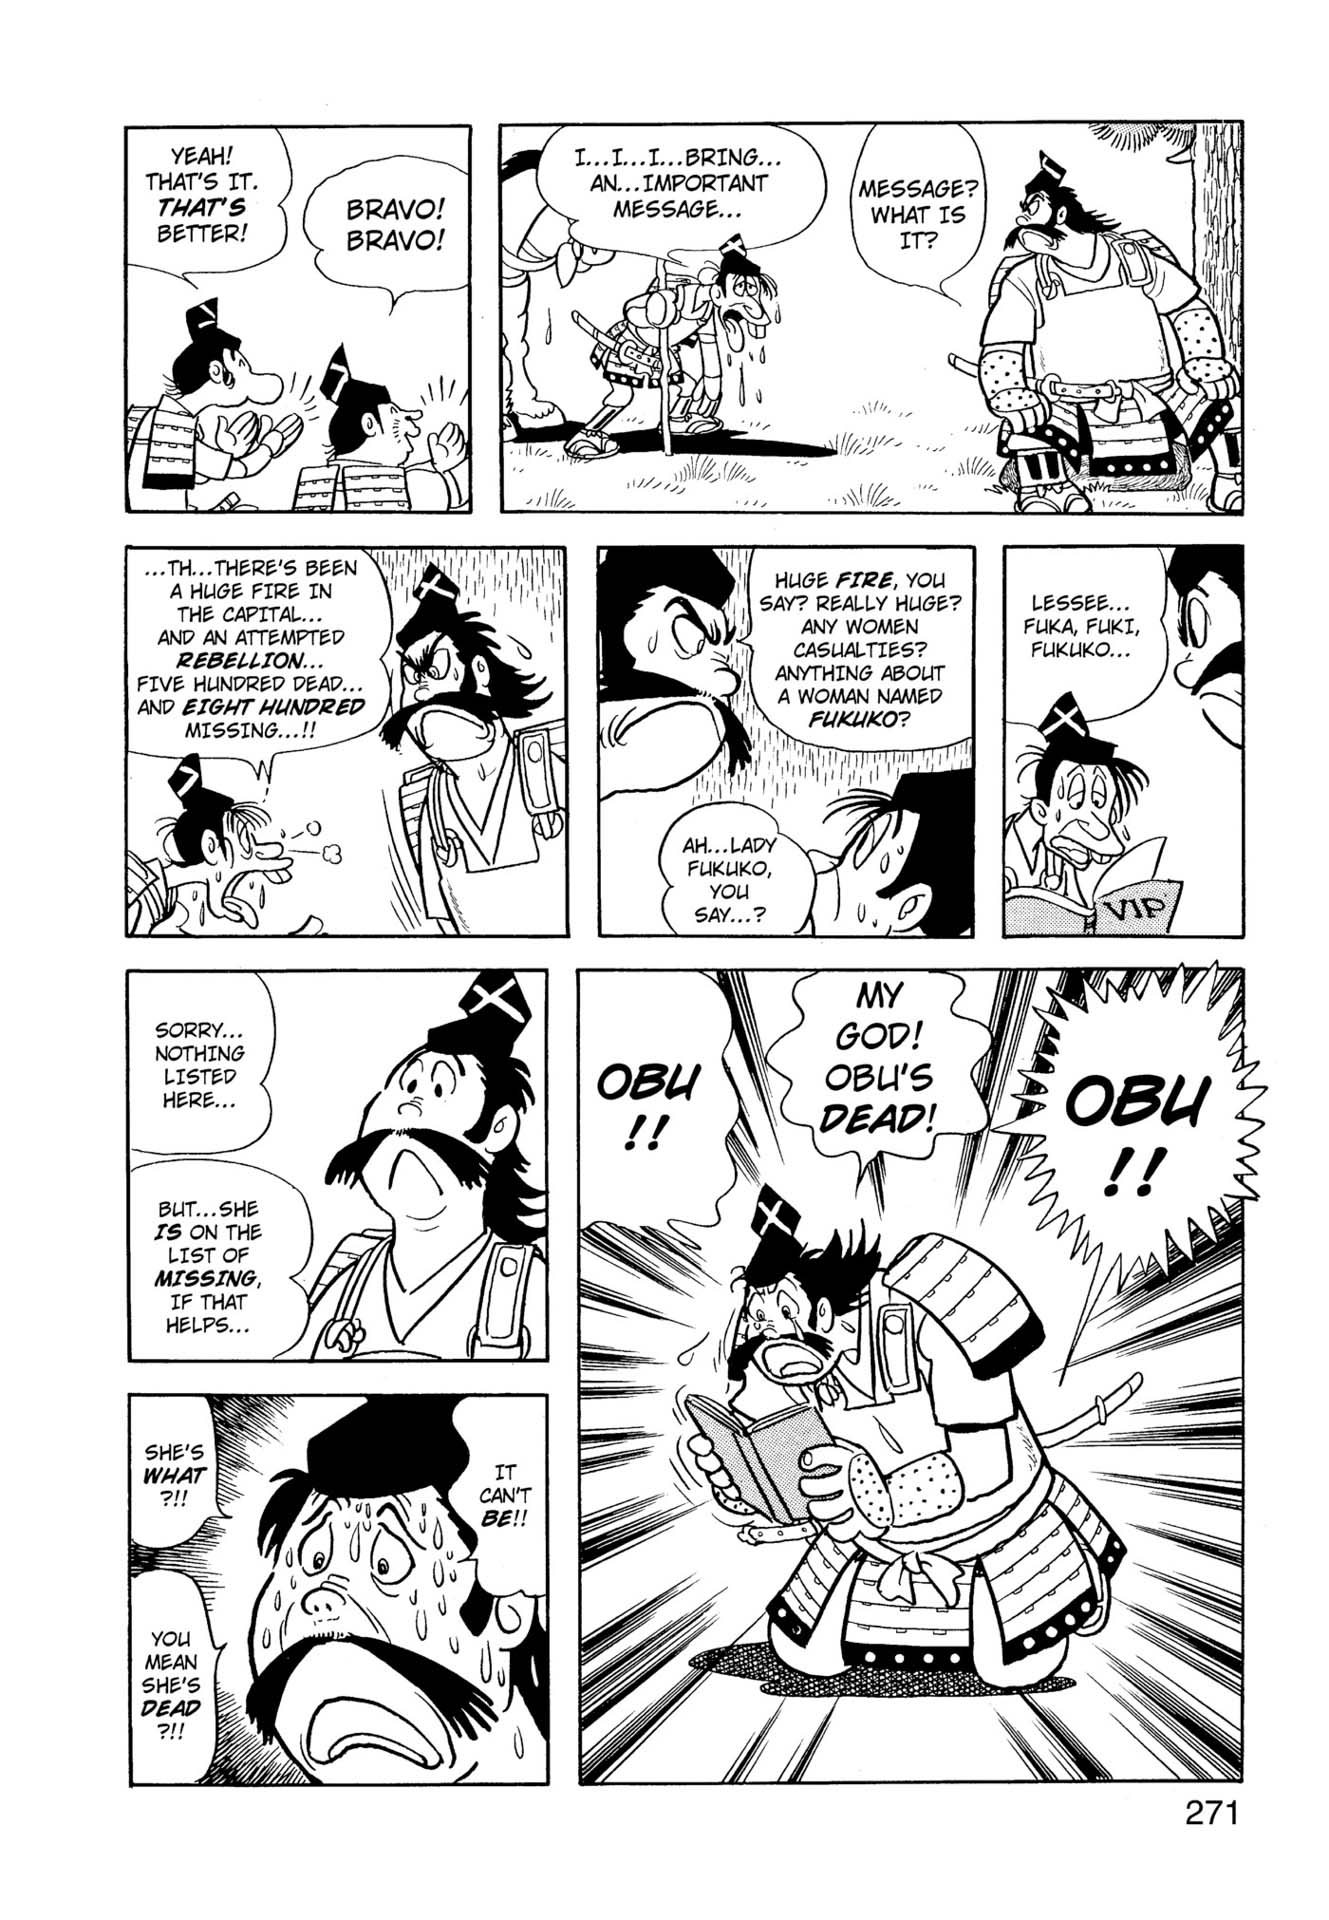 YEAH!
THAT'S IT.
THAT'S
BETTER!
BRAVO!
BRAVO!
I...I...I...BRING...
AN...IMPORTANT
MESSAGE...
MESSAGE?
WHAT IS
IT?
...TH...THERE'S BEEN
A HUGE FIRE IN
THE CAPITAL...
AND AN ATTEMPTED
REBELLION...
FIVE HUNDRED DEAD...
AND EIGHT HUNDRED
MISSING...!!
HUGE FIRE, YOU
SAY? REALLY HUGE?
ANY WOMEN
CASUALTIES?
ANYTHING ABOUT
A WOMAN NAMED
FUKUKO?
AH...LADY
FUKUKO,
YOU
SAY...?
LESSEE...
FUKA, FUKI,
FUKUKO...
VIP
SORRY...
NOTHING
LISTED
HERE...
BUT...SHE
IS ON THE
LIST OF
MISSING,
IF THAT
HELPS...
SHE'S
WHAT
?!!
YOU
MEAN
SHE'S
DEAD
?!!
IT
CAN'T
BE!!
OBU
!!
MY
GOD!
OBU'S
DEAD!
OBU
!!
271